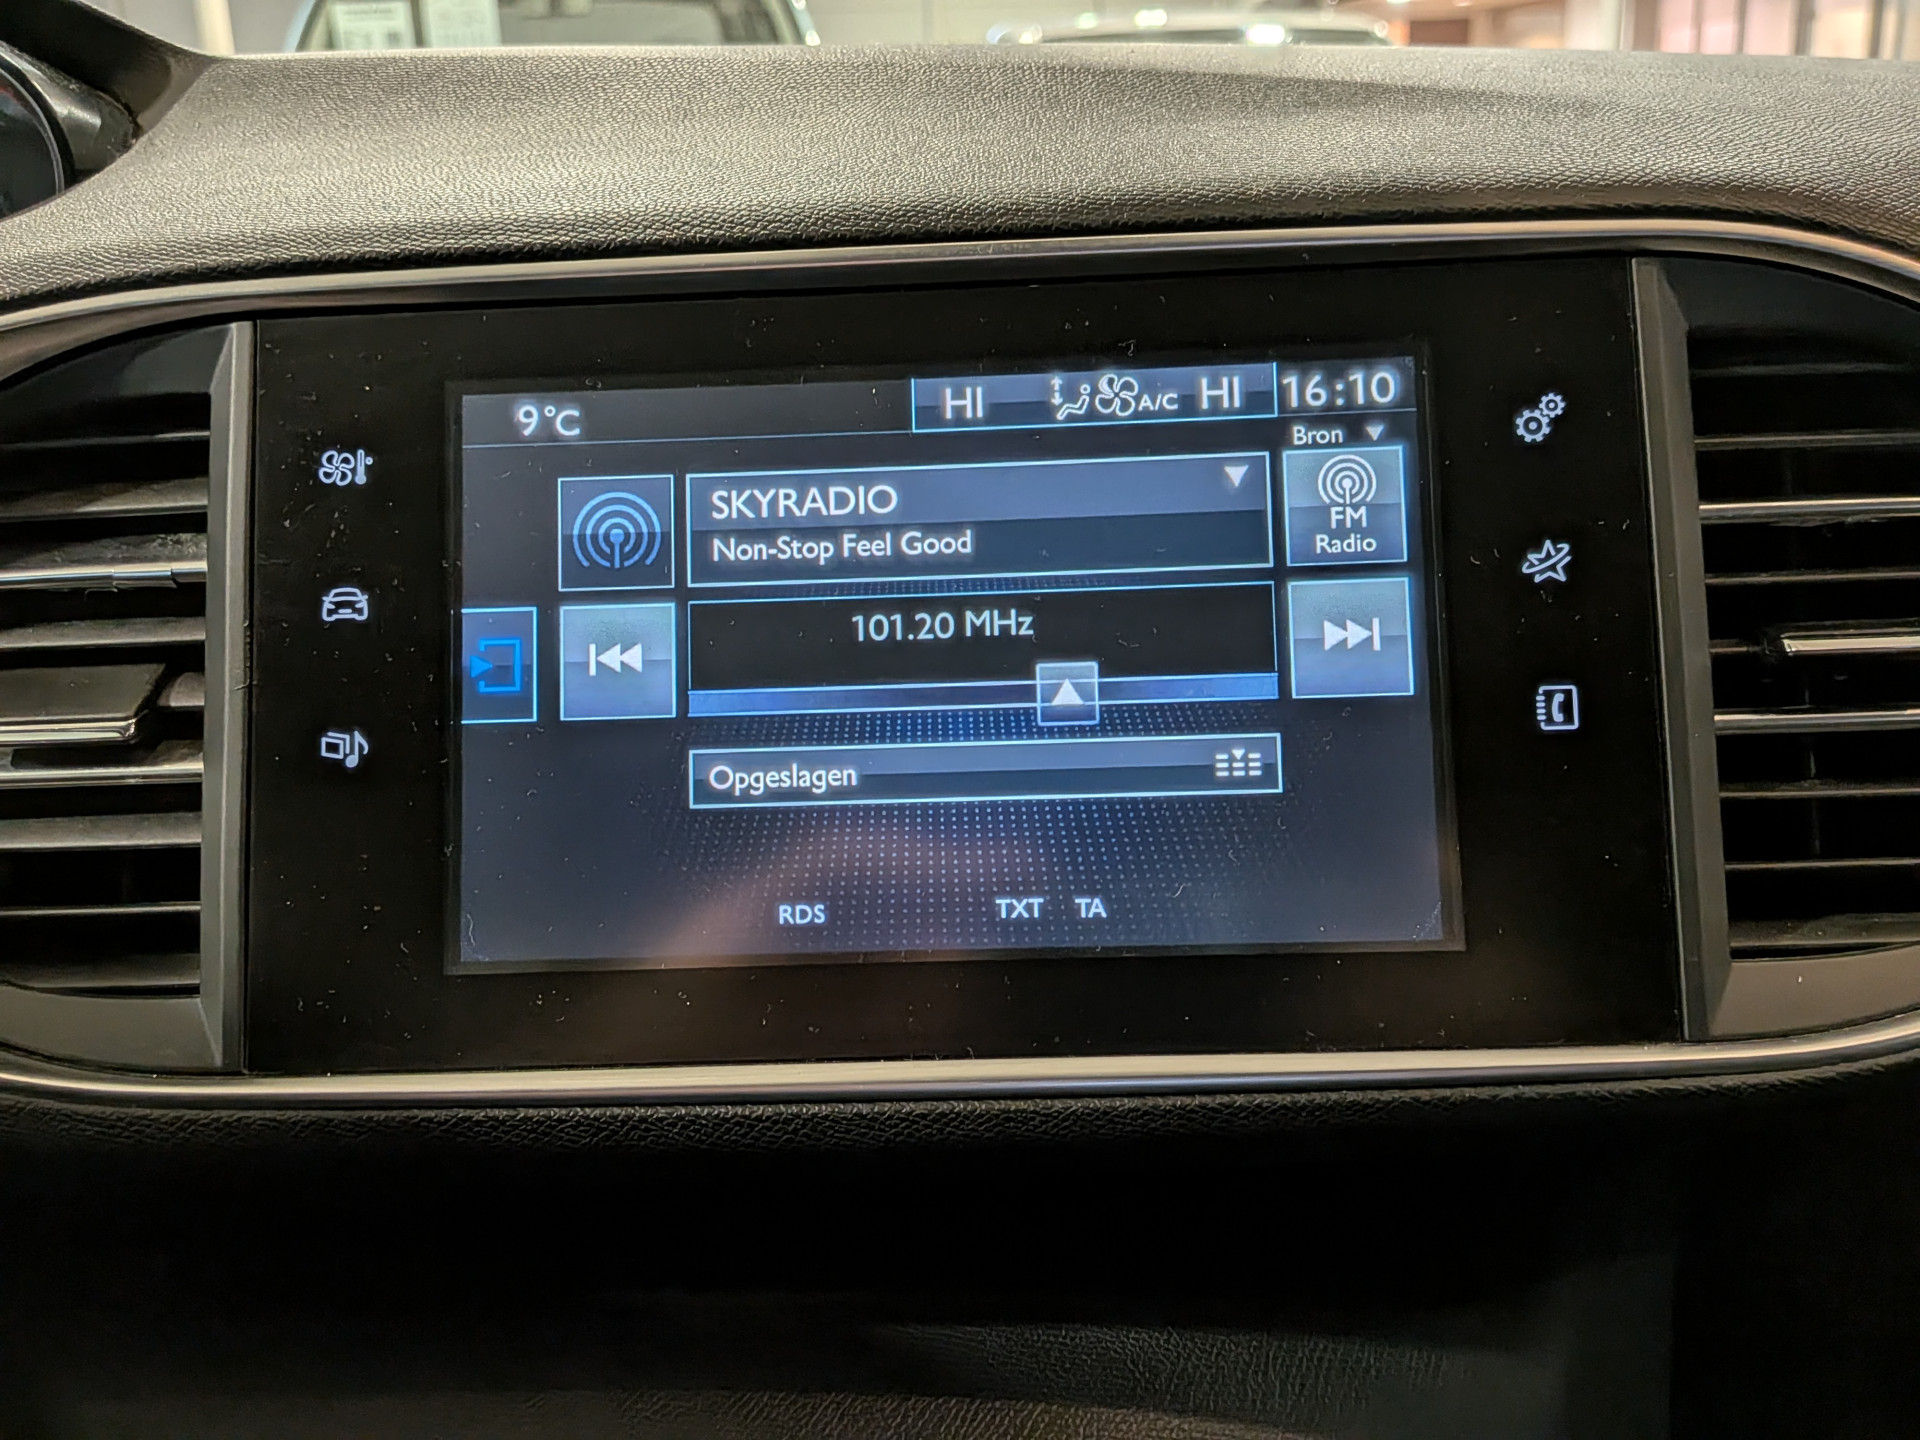 9°C
HI A/C HI 16:10
Bron
SKYRADIO
Non-Stop Feel Good
FM
Radio
101.20 MHz
Opgeslagen
RDS TXT TA